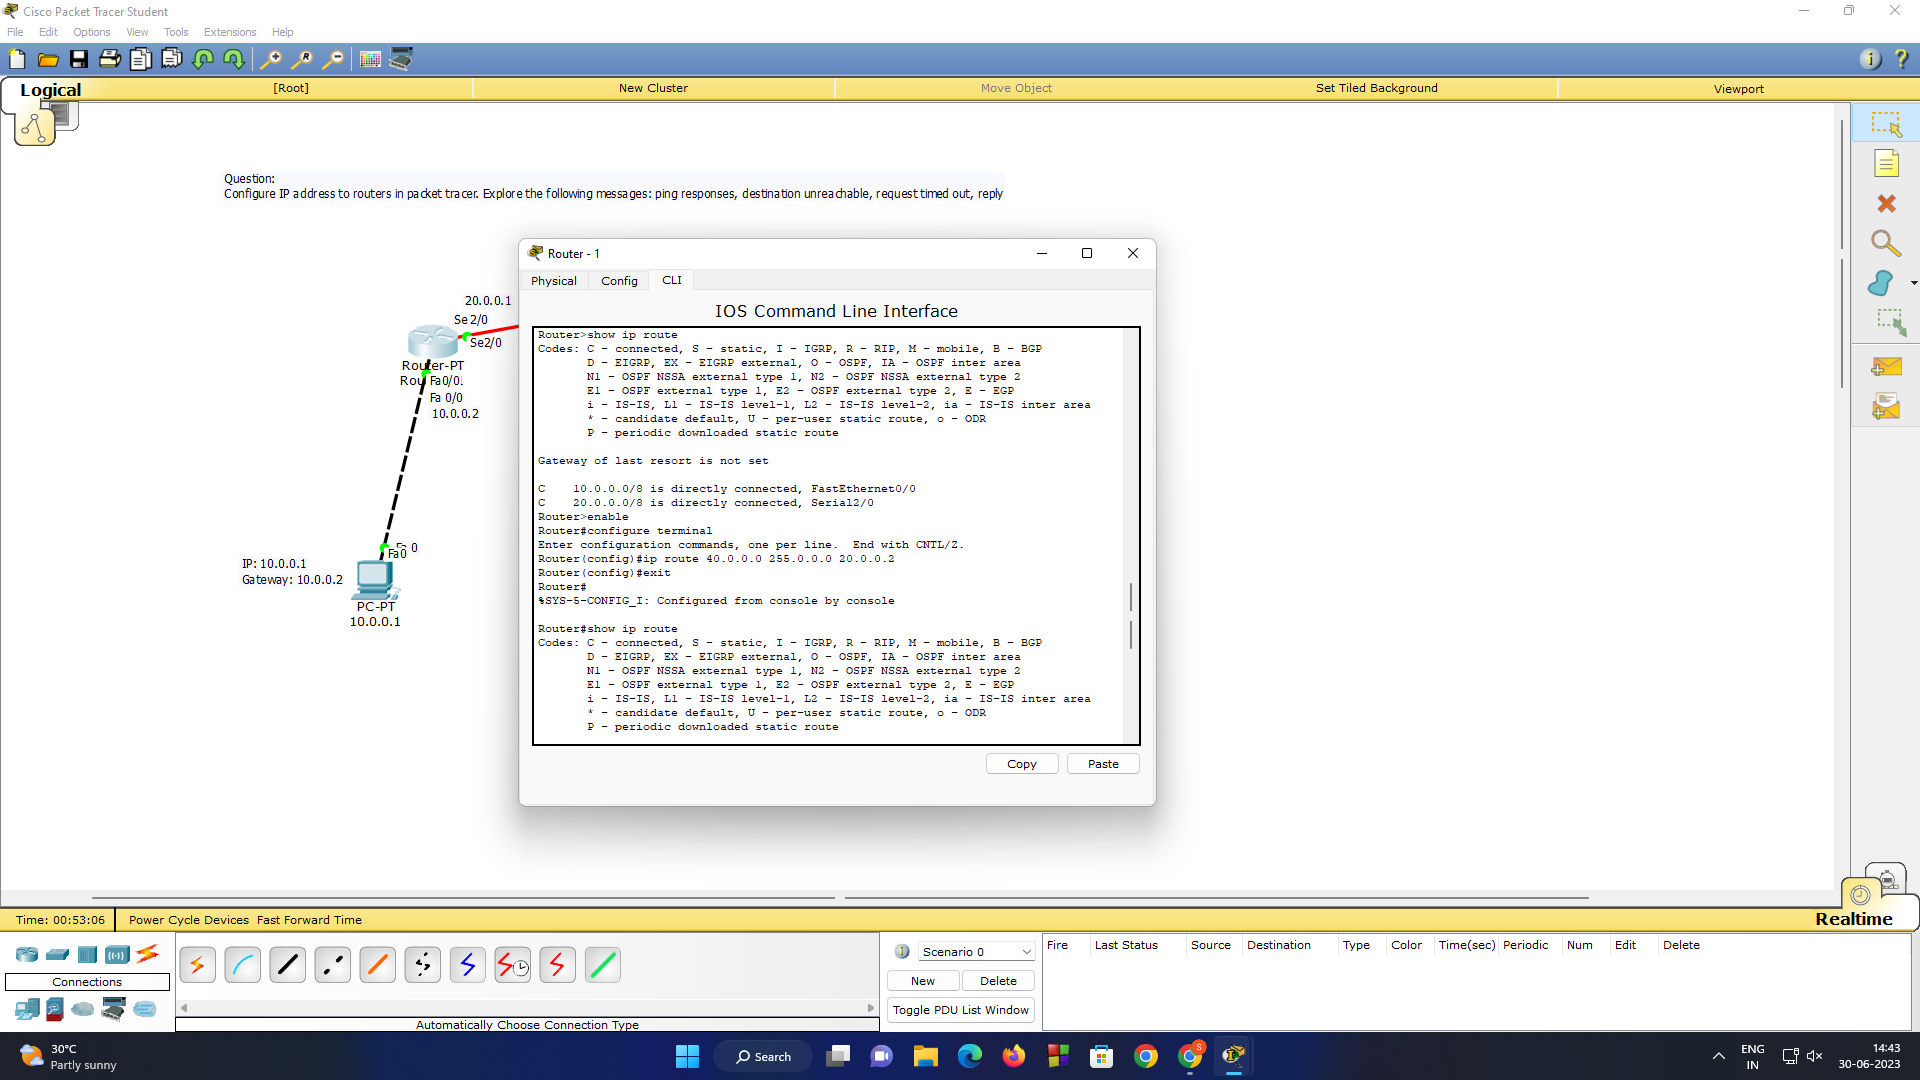 Cisco Packet Tracer Student
File Edit Options View Tools Extensions Help
Logical [Root] New Cluster Move Object Set Tiled Background Viewport
Question:
Configure IP address to routers in packet tracer. Explore the following messages: ping responses, destination unreachable, request timed out, reply
20.0.0.1
Se 2/0
Se2/0
Router-PT
Rou Fa0/0.
Fa 0/0
10.0.0.2
Fa0 0
IP: 10.0.0.1
Gateway: 10.0.0.2
PC-PT
10.0.0.1
Router - 1
Physical Config CLI
IOS Command Line Interface
Router>show ip route
Codes: C - connected, S - static, I - IGRP, R - RIP, M - mobile, B - BGP
D - EIGRP, EX - EIGRP external, O - OSPF, IA - OSPF inter area
N1 - OSPF NSSA external type 1, N2 - OSPF NSSA external type 2
E1 - OSPF external type 1, E2 - OSPF external type 2, E - EGP
i - IS-IS, L1 - IS-IS level-1, L2 - IS-IS level-2, ia - IS-IS inter area
* - candidate default, U - per-user static route, o - ODR
P - periodic downloaded static route
Gateway of last resort is not set
C 10.0.0.0/8 is directly connected, FastEthernet0/0
C 20.0.0.0/8 is directly connected, Serial2/0
Router>enable
Router#configure terminal
Enter configuration commands, one per line. End with CNTL/Z.
Router(config)#ip route 40.0.0.0 255.0.0.0 20.0.0.2
Router(config)#exit
Router#
%SYS-5-CONFIG_I: Configured from console by console
Router#show ip route
Codes: C - connected, S - static, I - IGRP, R - RIP, M - mobile, B - BGP
D - EIGRP, EX - EIGRP external, O - OSPF, IA - OSPF inter area
N1 - OSPF NSSA external type 1, N2 - OSPF NSSA external type 2
E1 - OSPF external type 1, E2 - OSPF external type 2, E - EGP
i - IS-IS, L1 - IS-IS level-1, L2 - IS-IS level-2, ia - IS-IS inter area
* - candidate default, U - per-user static route, o - ODR
P - periodic downloaded static route
Copy Paste
Time: 00:53:06 Power Cycle Devices Fast Forward Time
Realtime
Connections
Automatically Choose Connection Type
Scenario 0
New Delete
Toggle PDU List Window
Fire Last Status Source Destination Type Color Time(sec) Periodic Num Edit Delete
30°C
Partly sunny
Search
S
ENG
IN
14:43
30-06-2023